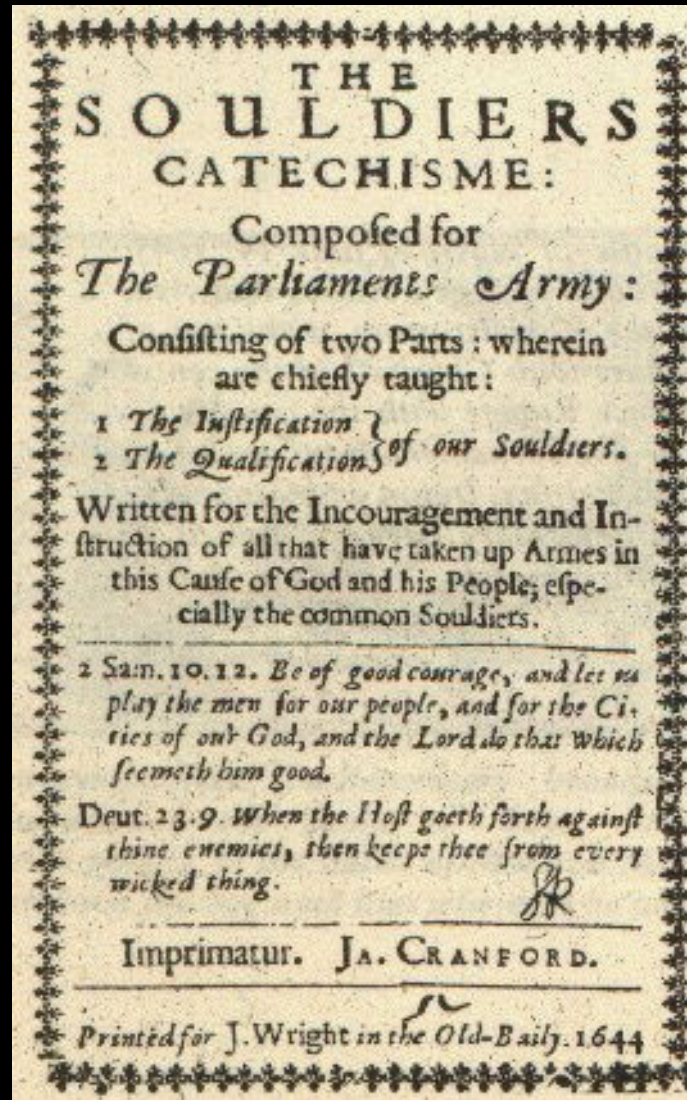 THE
SOULDIERS
CATECHISME:
Compoſed for
The Parliaments Army:
Conſiſting of two Parts: wherein
are chiefly taught:
1 The Iuſtification
2 The Qualification } of our Souldiers.
Written for the Incouragement and In-
ſtruction of all that have taken up Armes in
this Cauſe of God and his People; eſpe-
cially the common Souldiers.
2 Sam. 10. 12. Be of good courage, and let us
play the men for our people, and for the Ci-
ties of our God, and the Lord do that which
ſeemeth him good.
Deut. 23.9. When the Hoſt goeth forth againſt
thine enemies, then keepe thee from every
wicked thing.
Imprimatur. JA. CRANFORD.
Printed for J. Wright in the Old-Baily. 1644